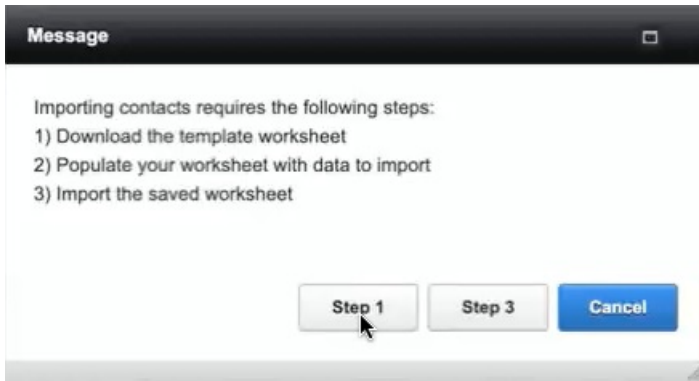 Message
Importing contacts requires the following steps:
1) Download the template worksheet
2) Populate your worksheet with data to import
3) Import the saved worksheet
Step 1
Step 3
Cancel